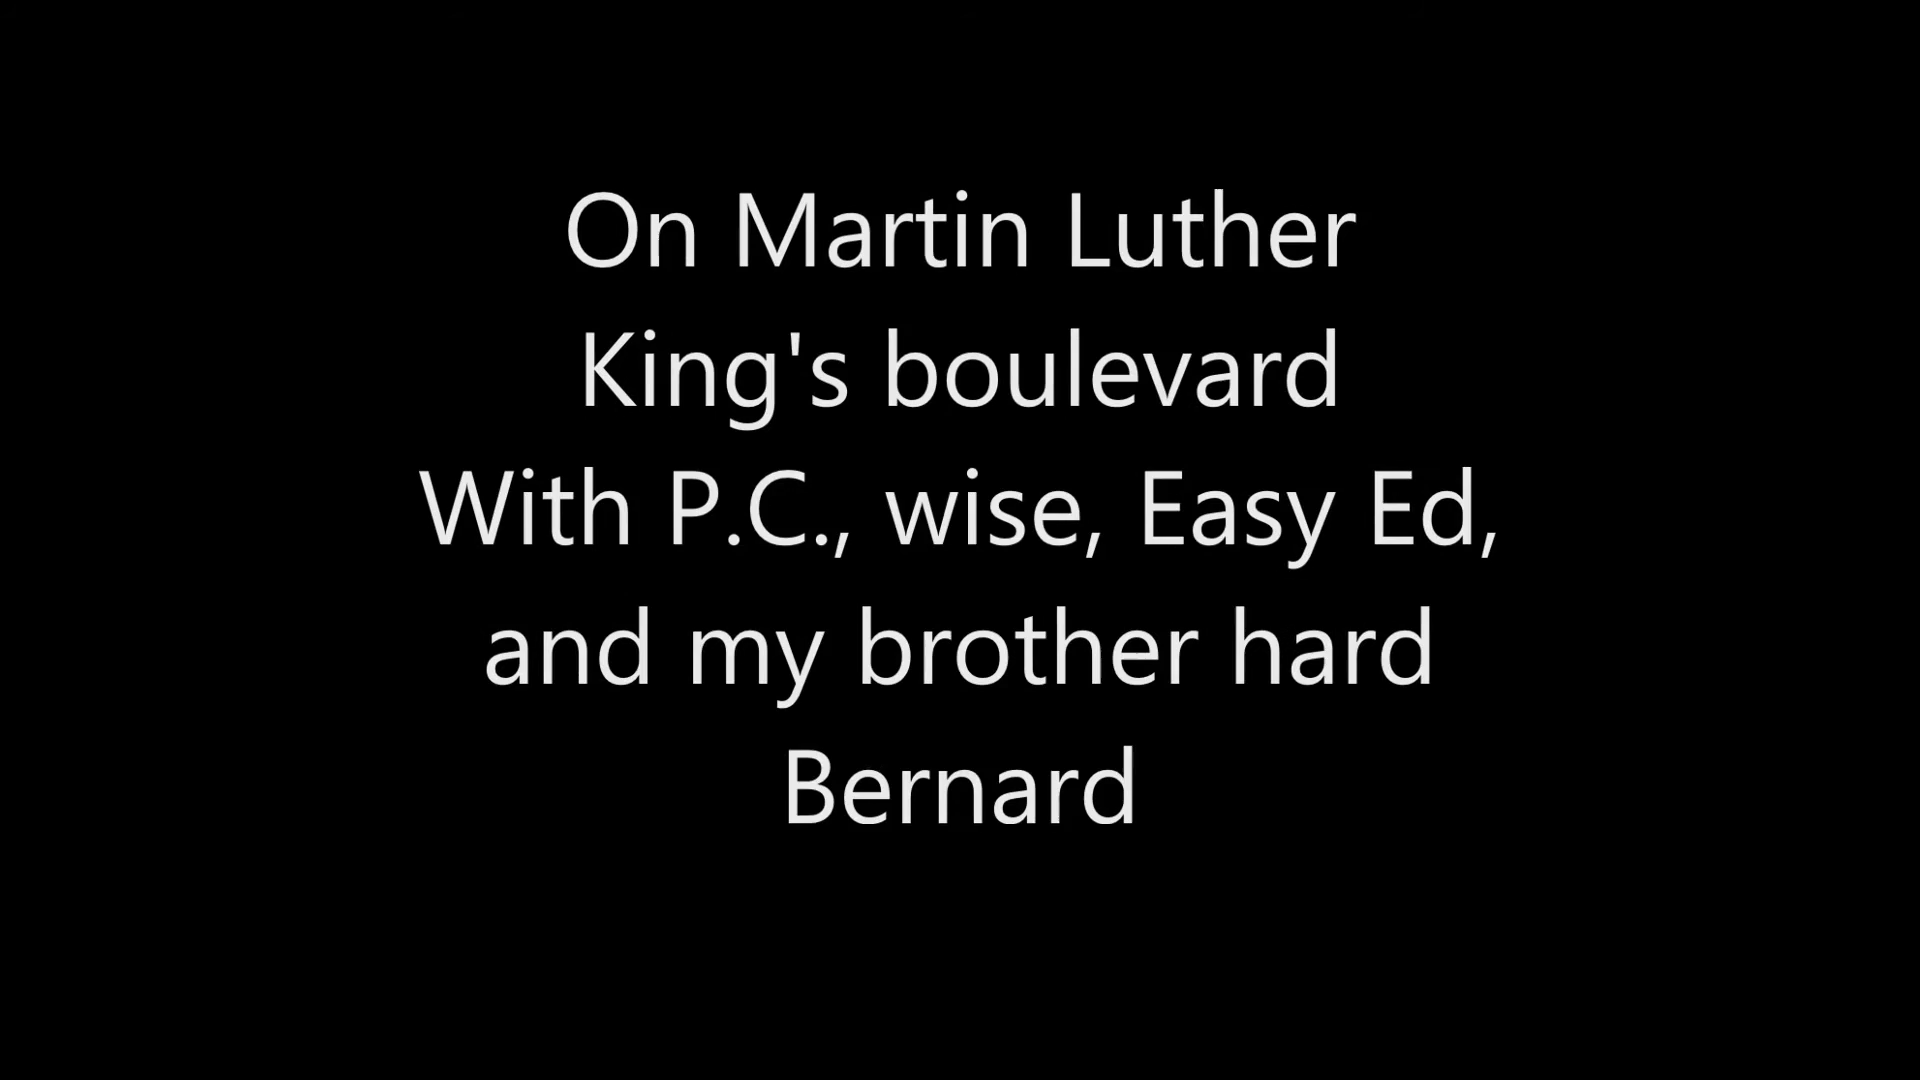 On Martin Luther
King's boulevard
With P.C., wise, Easy Ed,
and my brother hard
Bernard